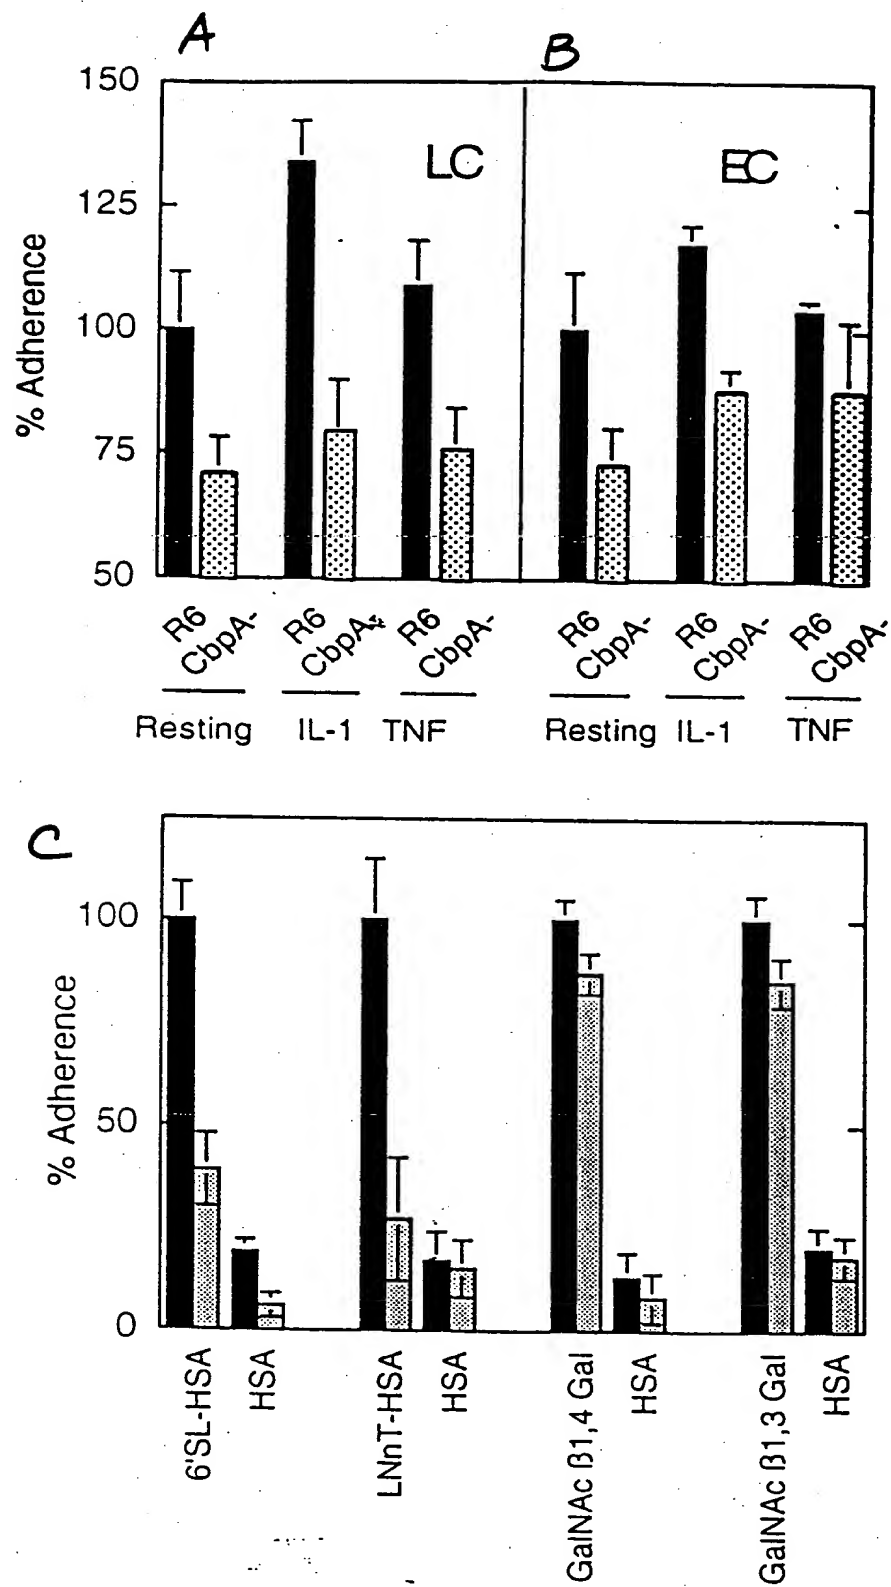 A
B
150
125
100
75
50
% Adherence
LC
EC
R6
CbpA-
R6
CbpA-
R6
CbpA-
R6
CbpA-
R6
CbpA-
R6
CbpA-
Resting
IL-1
TNF
Resting
IL-1
TNF
C
100
50
0
% Adherence
6'SL-HSA
HSA
LNnT-HSA
HSA
GalNAc ß1,4 Gal
HSA
GalNAc ß1,3 Gal
HSA